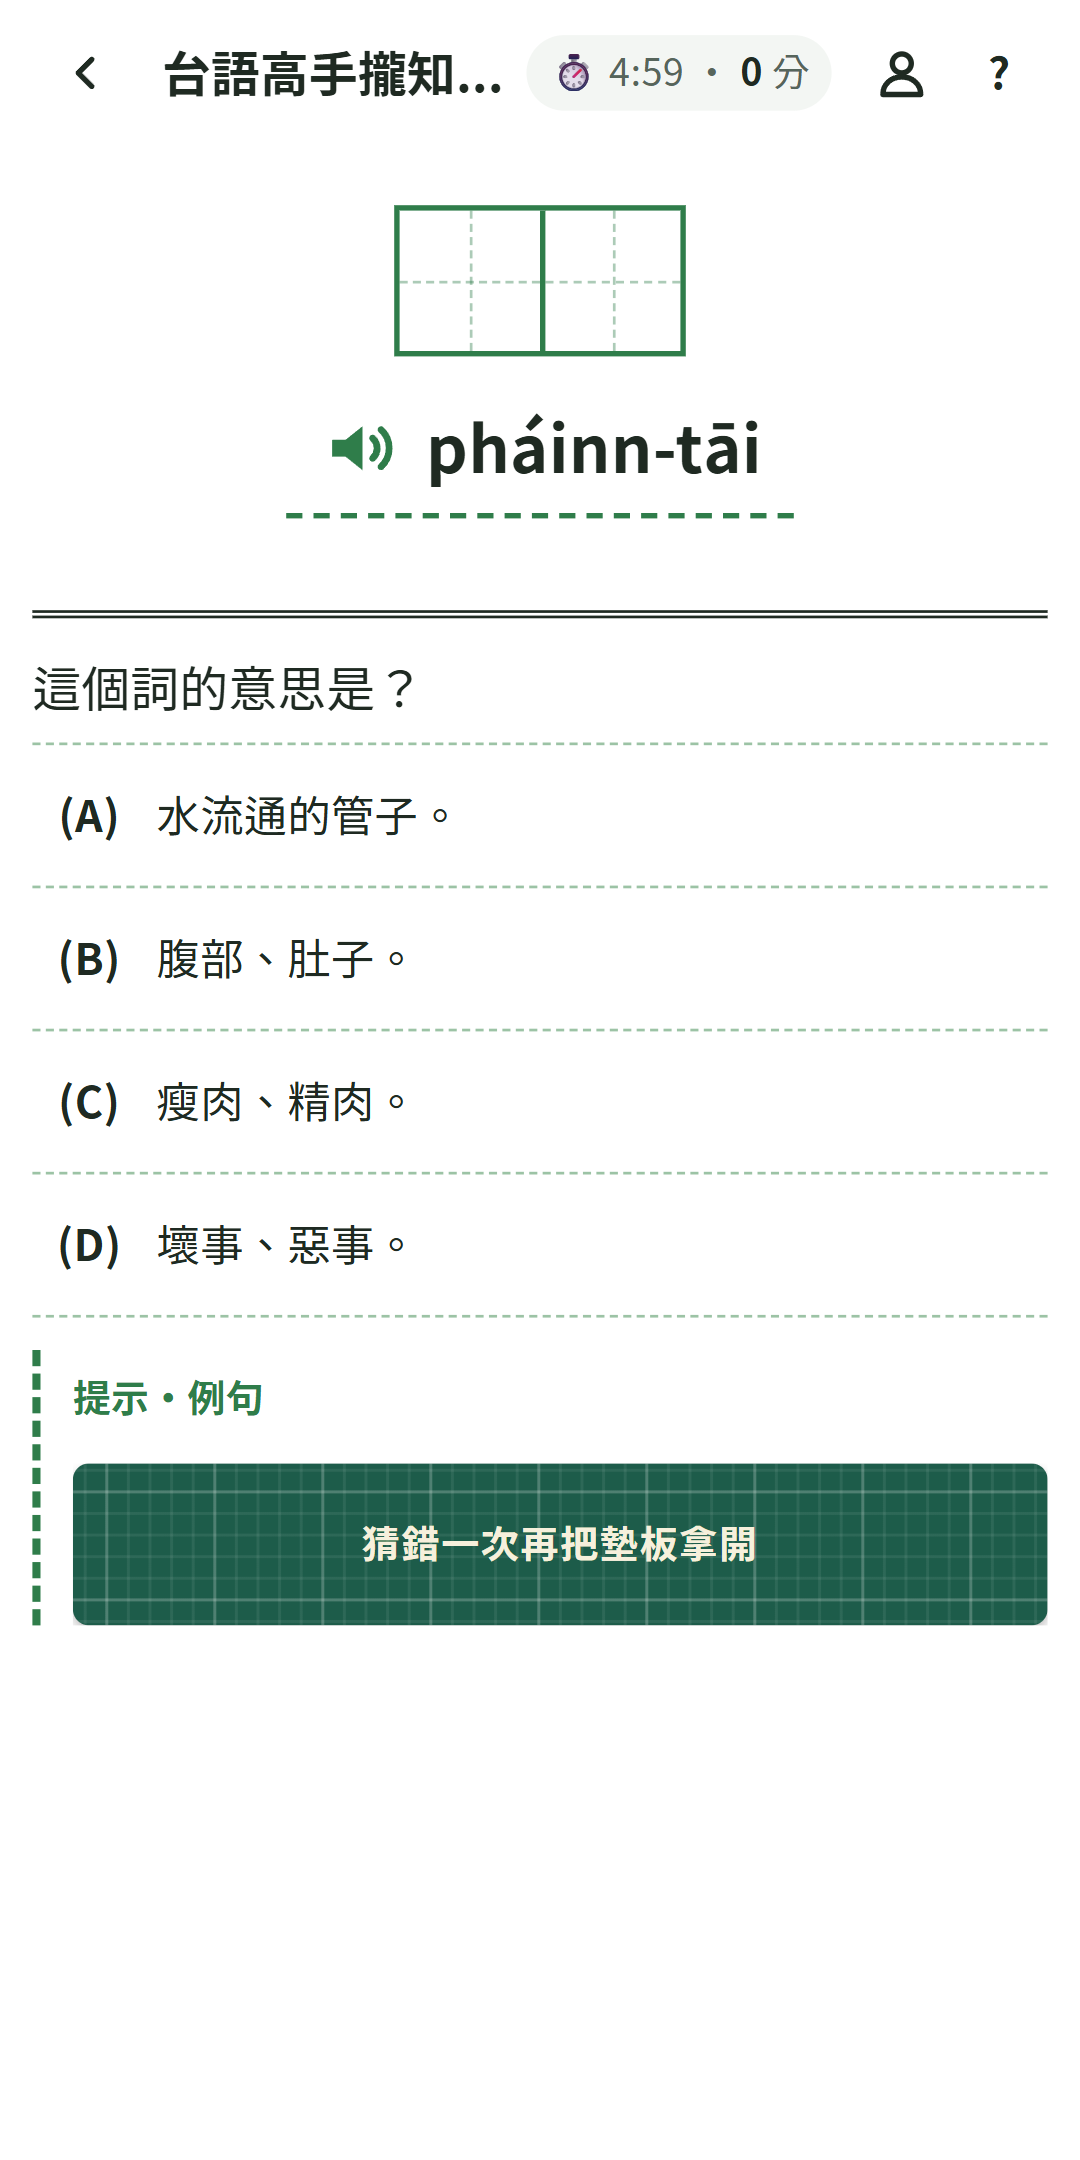 台語高手攏知...
4:59 · 0 分
?
pháinn-tāi
這個詞的意思是？
(A) 水流通的管子。
(B) 腹部、肚子。
(C) 瘦肉、精肉。
(D) 壞事、惡事。
提示・例句
猜錯一次再把墊板拿開